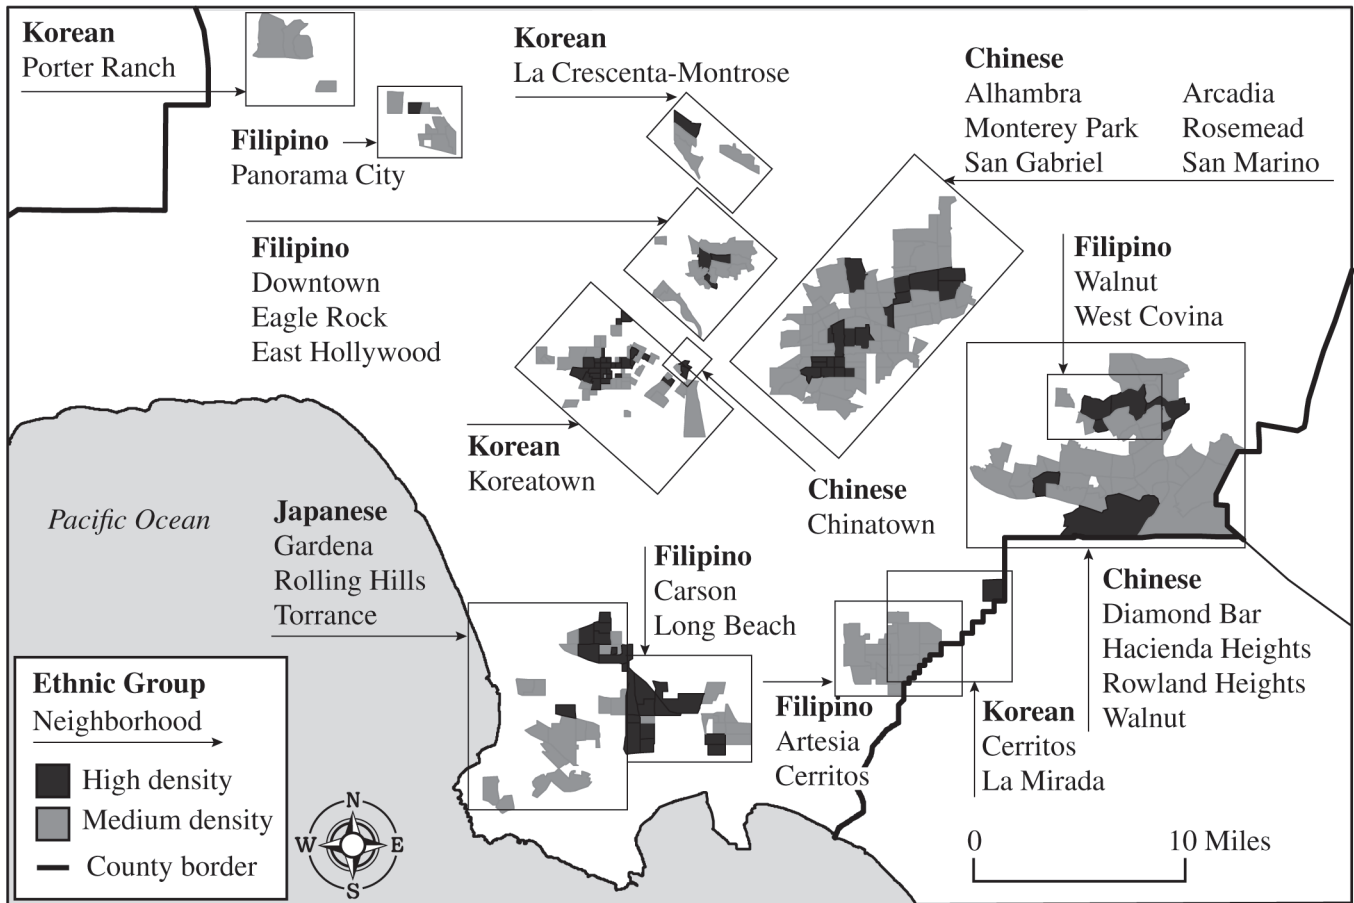 Korean
Porter Ranch
Filipino
Panorama City
Korean
La Crescenta-Montrose
Chinese
Alhambra
Monterey Park
San Gabriel
Arcadia
Rosemead
San Marino
Filipino
Downtown
Eagle Rock
East Hollywood
Filipino
Walnut
West Covina
Korean
Koreatown
Chinese
Chinatown
Pacific Ocean
Japanese
Gardena
Rolling Hills
Torrance
Filipino
Carson
Long Beach
Filipino
Artesia
Cerritos
Korean
Cerritos
La Mirada
Chinese
Diamond Bar
Hacienda Heights
Rowland Heights
Walnut
Ethnic Group
Neighborhood
High density
Medium density
County border
N
W E
S
0 10 Miles